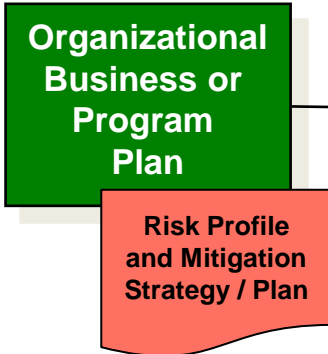 Organizational
Business or
Program
Plan
Risk Profile
and Mitigation
Strategy / Plan